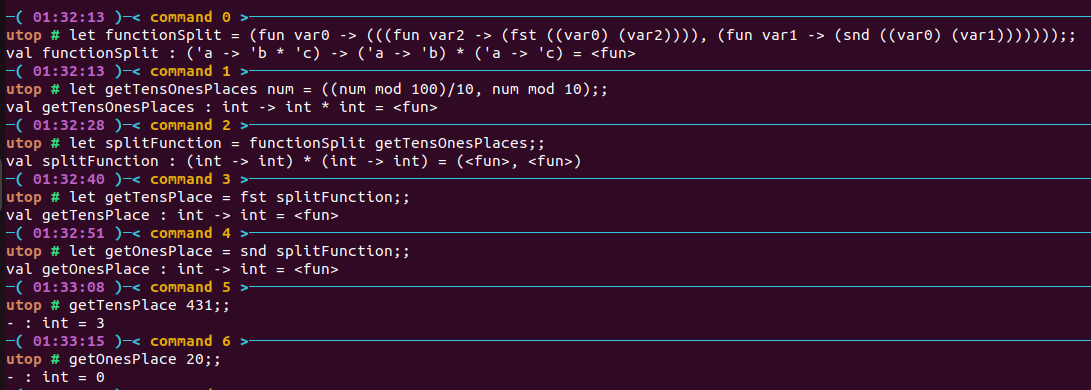 ─( 01:32:13 )─< command 0 >─
utop # let functionSplit = (fun var0 -> (((fun var2 -> (fst ((var0) (var2)))), (fun var1 -> (snd ((var0) (var1)))))));;
val functionSplit : ('a -> 'b * 'c) -> ('a -> 'b) * ('a -> 'c) = <fun>
─( 01:32:13 )─< command 1 >─
utop # let getTensOnesPlaces num = ((num mod 100)/10, num mod 10);;
val getTensOnesPlaces : int -> int * int = <fun>
─( 01:32:28 )─< command 2 >─
utop # let splitFunction = functionSplit getTensOnesPlaces;;
val splitFunction : (int -> int) * (int -> int) = (<fun>, <fun>)
─( 01:32:40 )─< command 3 >─
utop # let getTensPlace = fst splitFunction;;
val getTensPlace : int -> int = <fun>
─( 01:32:51 )─< command 4 >─
utop # let getOnesPlace = snd splitFunction;;
val getOnesPlace : int -> int = <fun>
─( 01:33:08 )─< command 5 >─
utop # getTensPlace 431;;
- : int = 3
─( 01:33:15 )─< command 6 >─
utop # getOnesPlace 20;;
- : int = 0